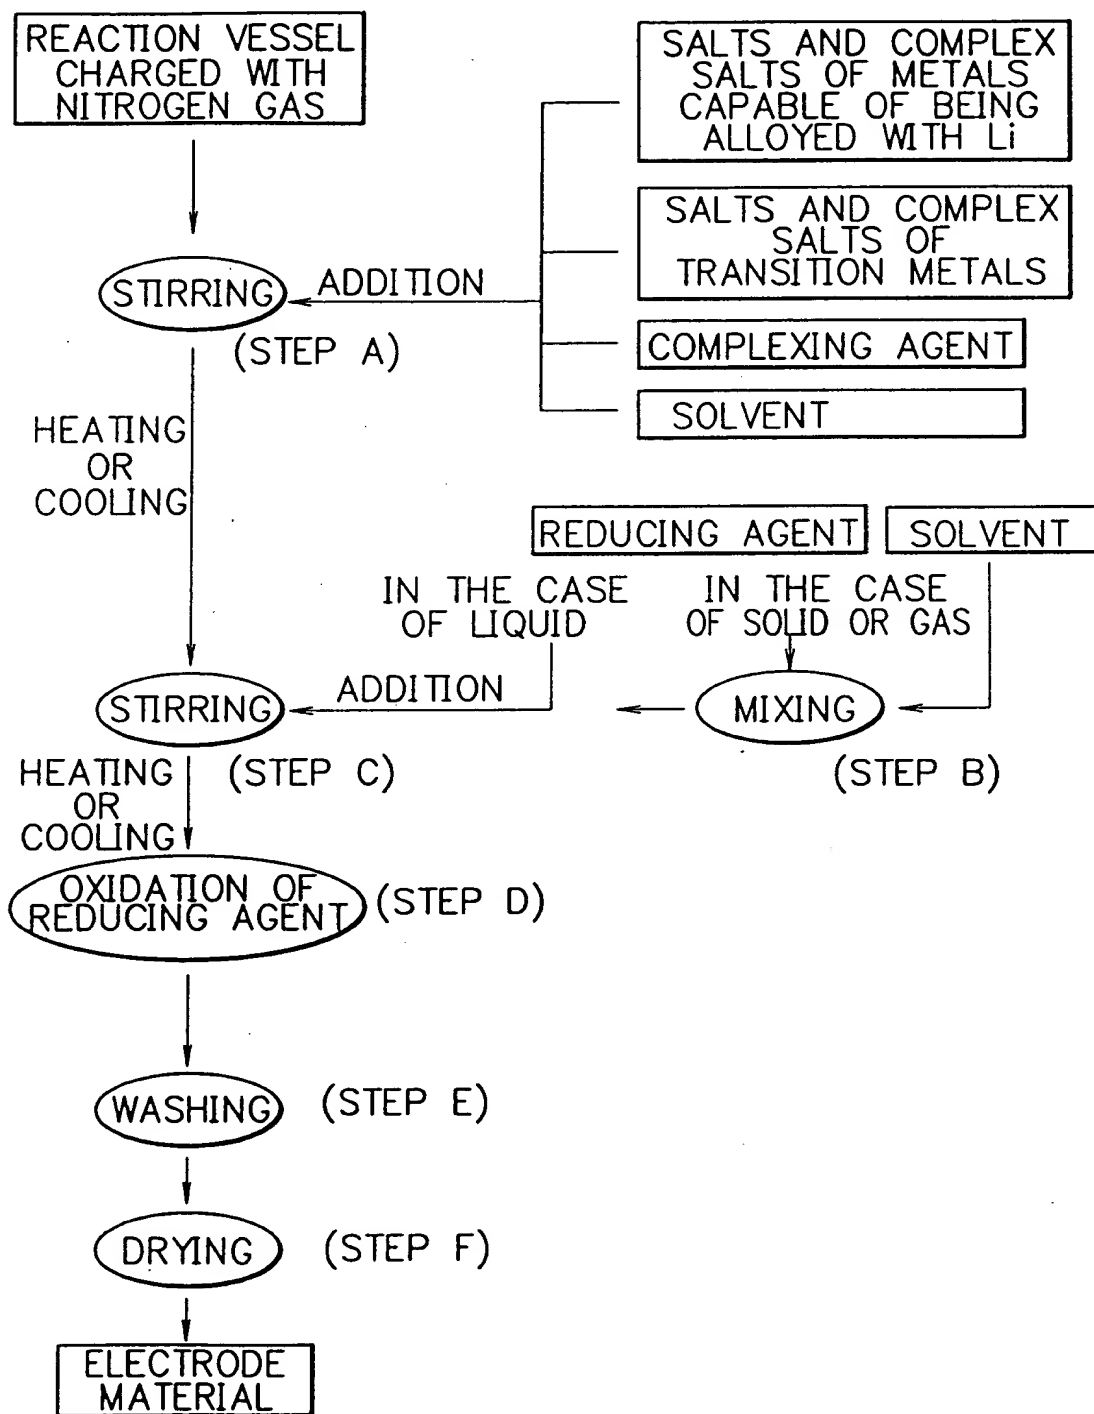 REACTION VESSEL
CHARGED WITH
NITROGEN GAS
SALTS AND COMPLEX
SALTS OF METALS
CAPABLE OF BEING
ALLOYED WITH Li
SALTS AND COMPLEX
SALTS OF
TRANSITION METALS
STIRRING
ADDITION
(STEP A)
COMPLEXING AGENT
SOLVENT
HEATING
OR
COOLING
REDUCING AGENT
SOLVENT
IN THE CASE
OF LIQUID
IN THE CASE
OF SOLID OR GAS
STIRRING
ADDITION
MIXING
(STEP C)
(STEP B)
HEATING
OR
COOLING
OXIDATION OF
REDUCING AGENT
(STEP D)
WASHING
(STEP E)
DRYING
(STEP F)
ELECTRODE
MATERIAL